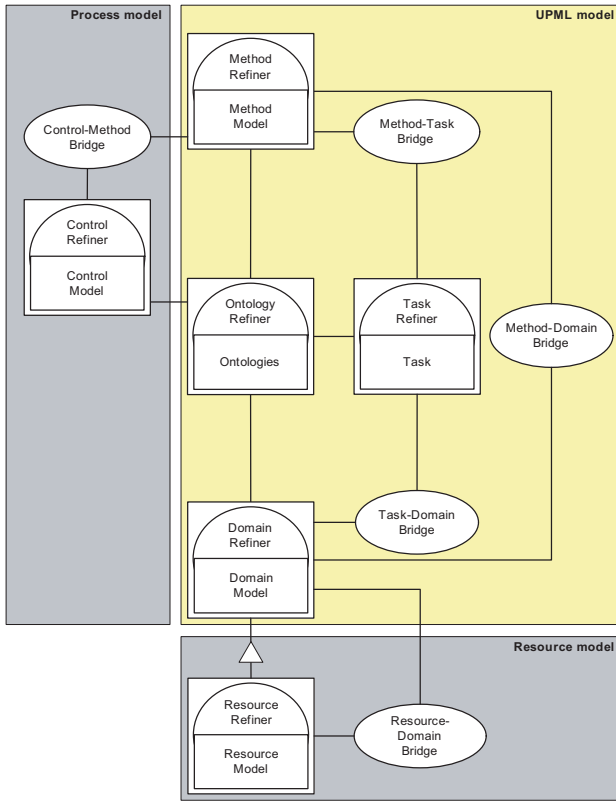 Process model
UPML model
Method
Refiner
Method
Model
Control-Method
Bridge
Method-Task
Bridge
Control
Refiner
Control
Model
Ontology
Refiner
Ontologies
Task
Refiner
Task
Method-Domain
Bridge
Domain
Refiner
Domain
Model
Task-Domain
Bridge
Resource model
Resource
Refiner
Resource
Model
Resource-
Domain
Bridge